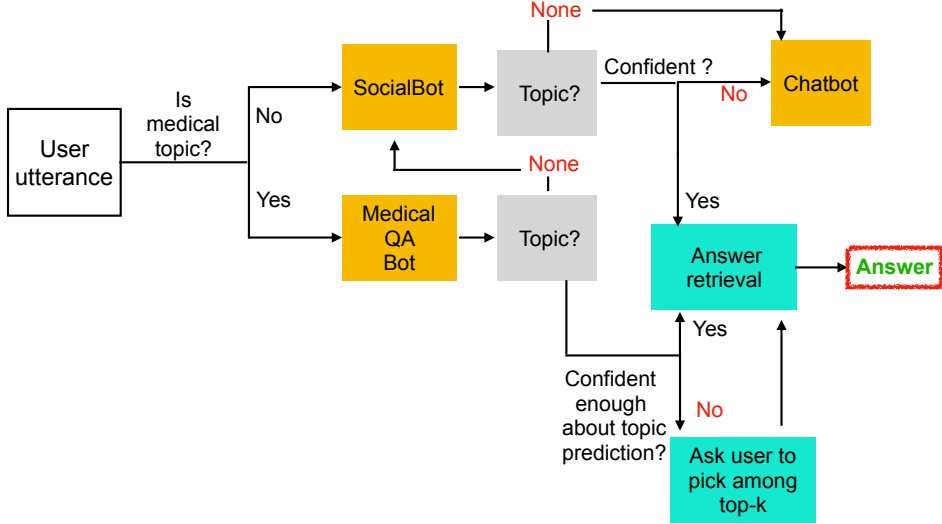 None
SocialBot
Topic?
Confident ?
No
Chatbot
Is
medical
topic?
No
User
utterance
None
Yes
Yes
Medical
QA
Bot
Topic?
Answer
retrieval
Answer
Yes
Confident
enough
about topic
prediction?
No
Ask user to
pick among
top-k